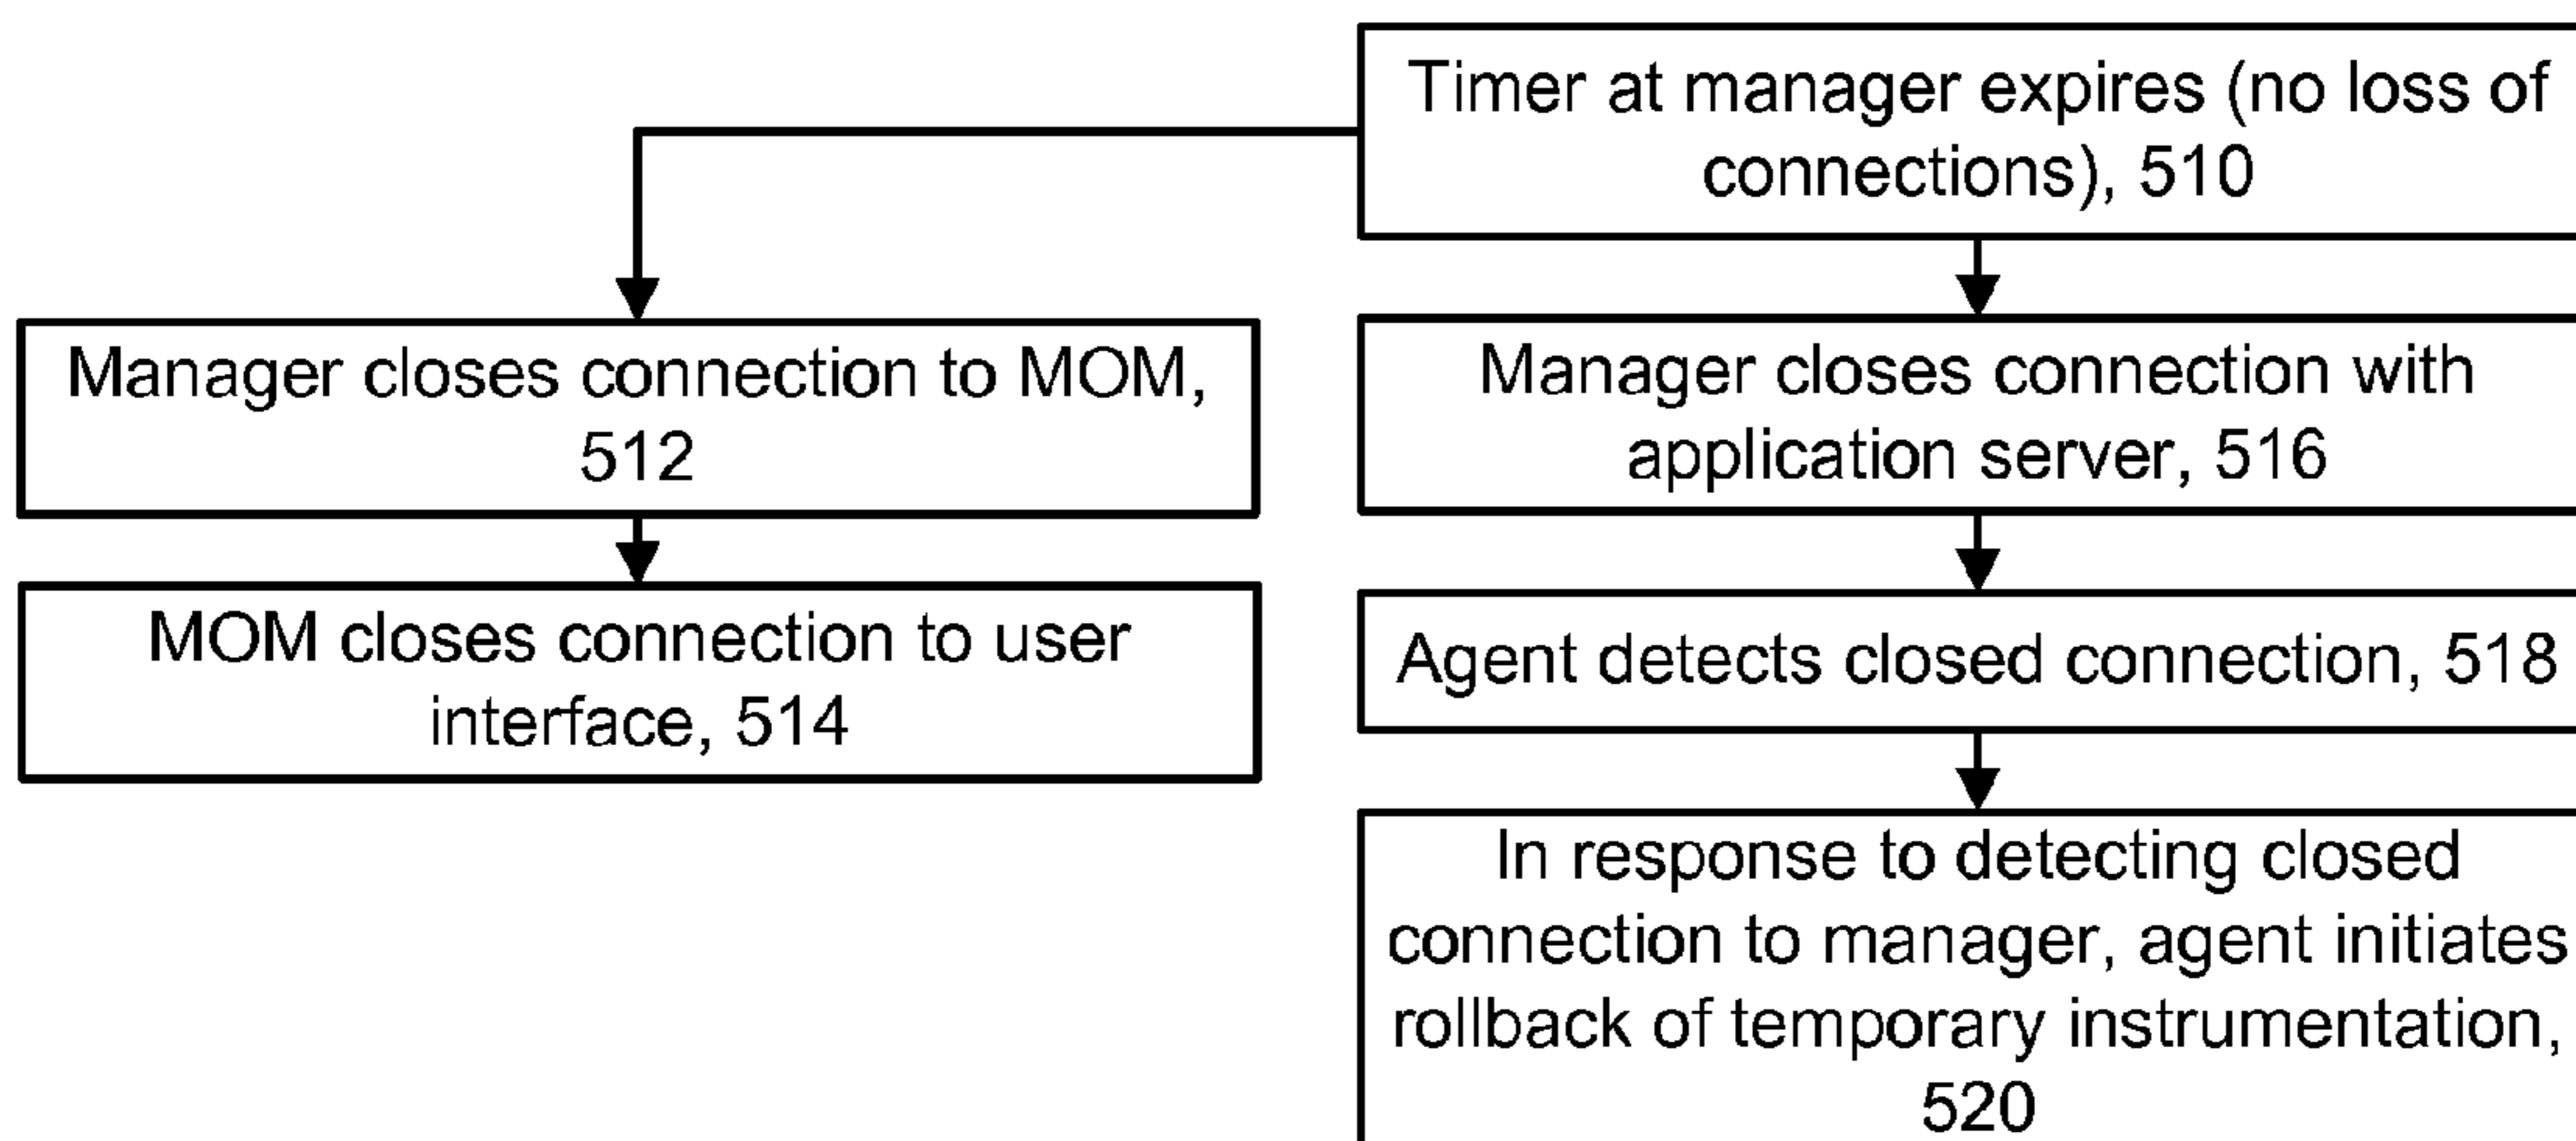 Timer at manager expires (no loss of
connections), 510
Manager closes connection to MOM,
512
MOM closes connection to user
interface, 514
Manager closes connection with
application server, 516
Agent detects closed connection, 518
In response to detecting closed
connection to manager, agent initiates
rollback of temporary instrumentation,
520